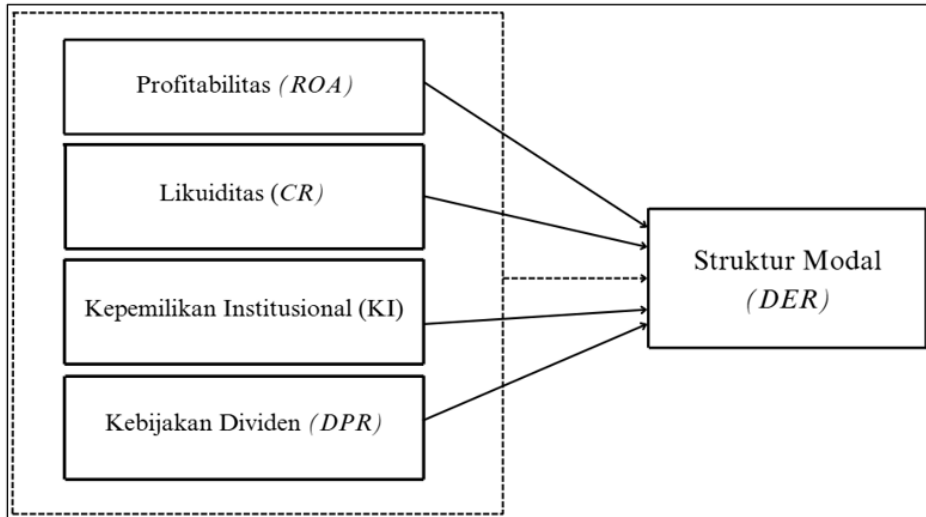 Profitabilitas (ROA)
Likuiditas (CR)
Kepemilikan Institusional (KI)
Kebijakan Dividen (DPR)
Struktur Modal
(DER)